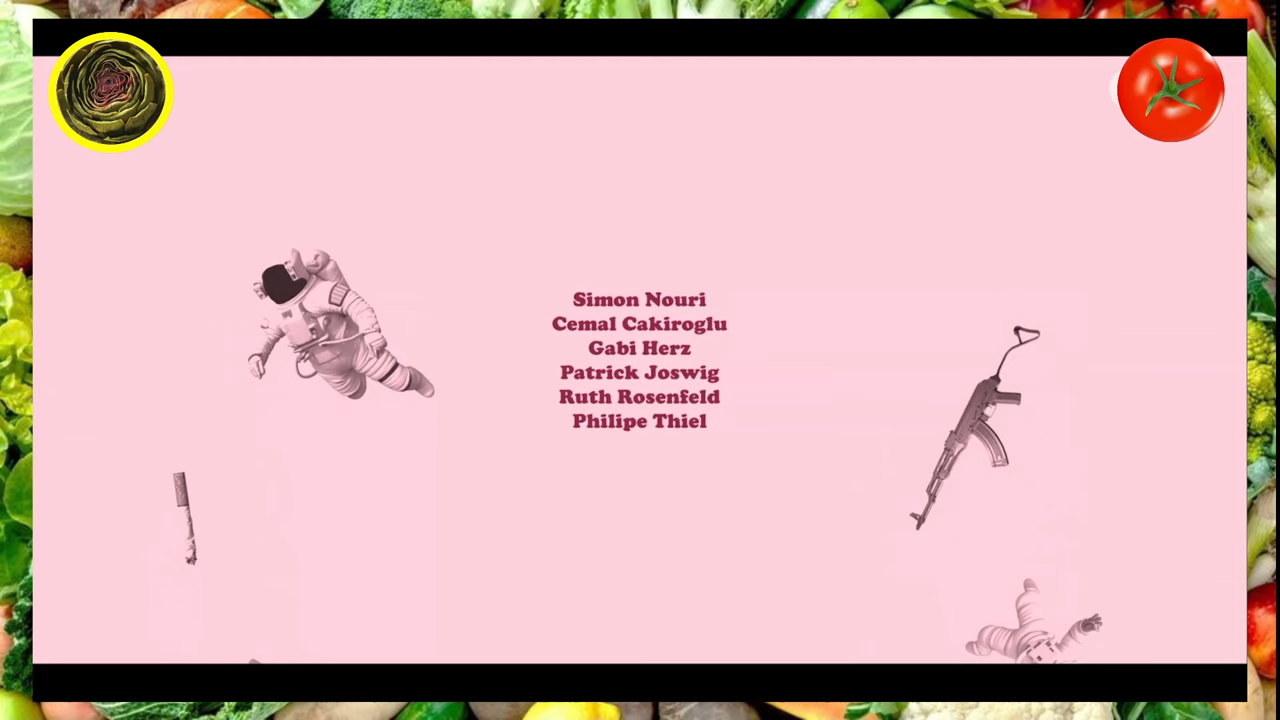 Simon Nouri
Cemal Cakiroglu
Gabi Herz
Patrick Joswig
Ruth Rosenfeld
Philipe Thiel